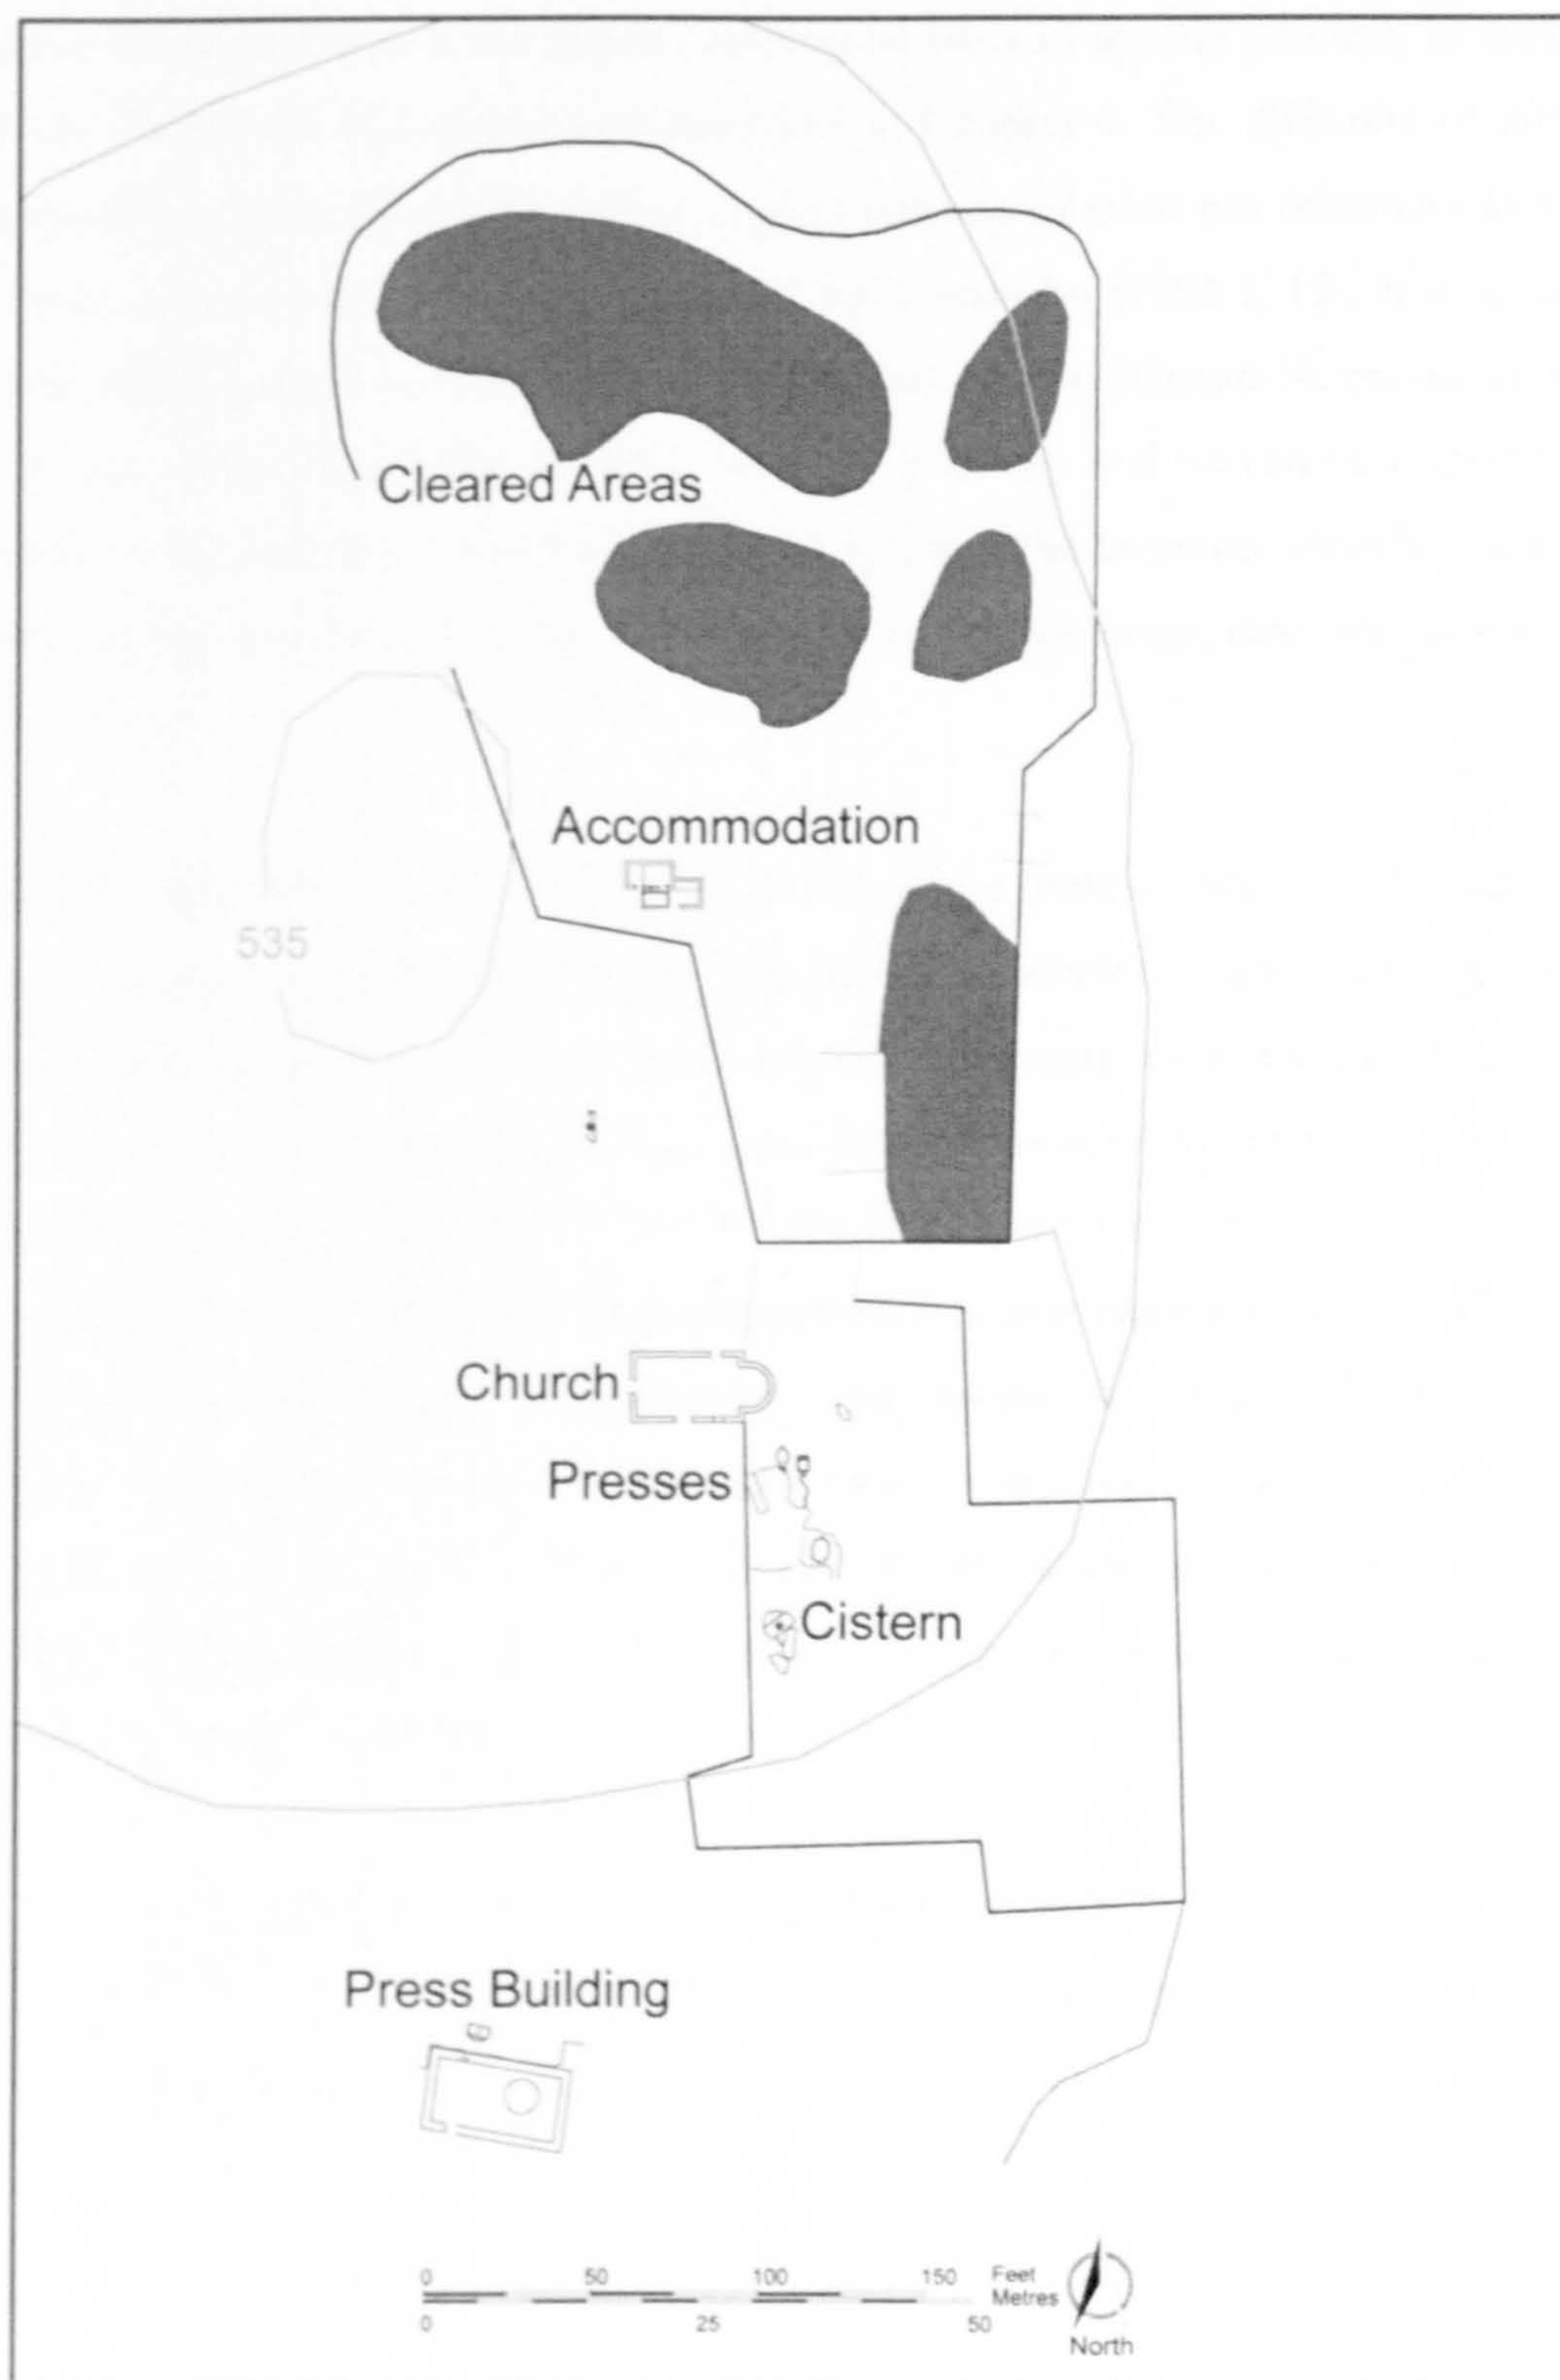 Cleared Areas
Accommodation
535
Church
Presses
Cistern
Press Building
0 50 100 150 Feet
Metres
0 25 50
North